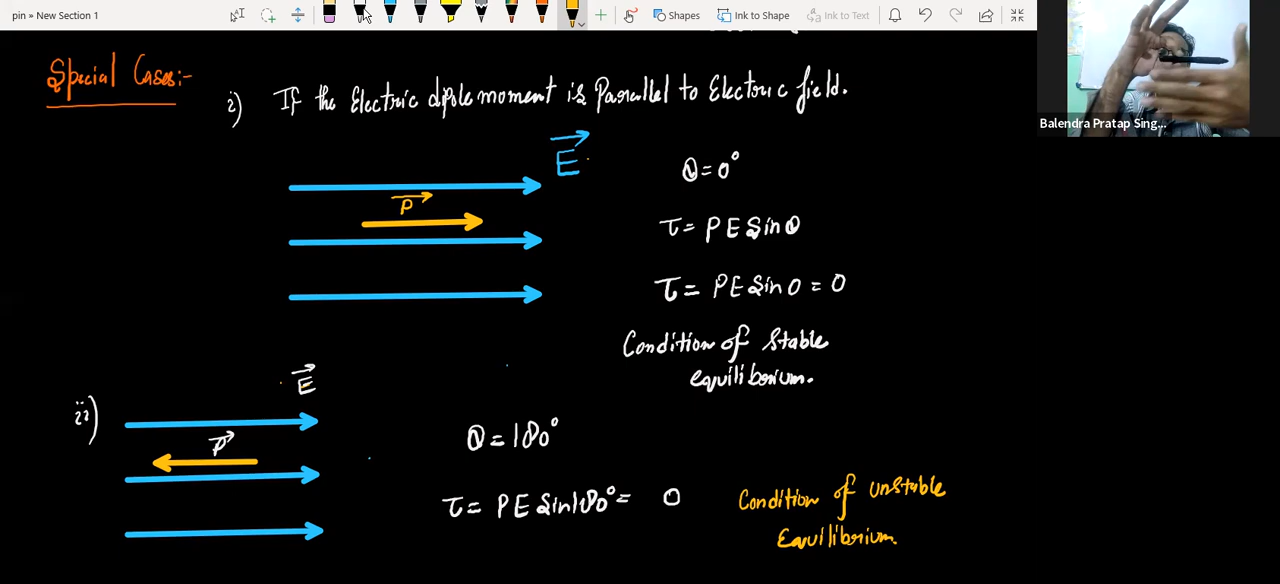 pin » New Section 1
Shapes
Ink to Shape
Ink to Text
Balendra Pratap Sing...
Special Cases:-
i) If the Electric dipole moment is Parallel to Electric field.
E
P
θ = 0°
τ = PE Sin θ
τ = PE Sin 0 = 0
Condition of Stable
equilibrium.
ii)
E
P
θ = 180°
τ = PE Sin 180° = 0
Condition of unstable
Equilibrium.